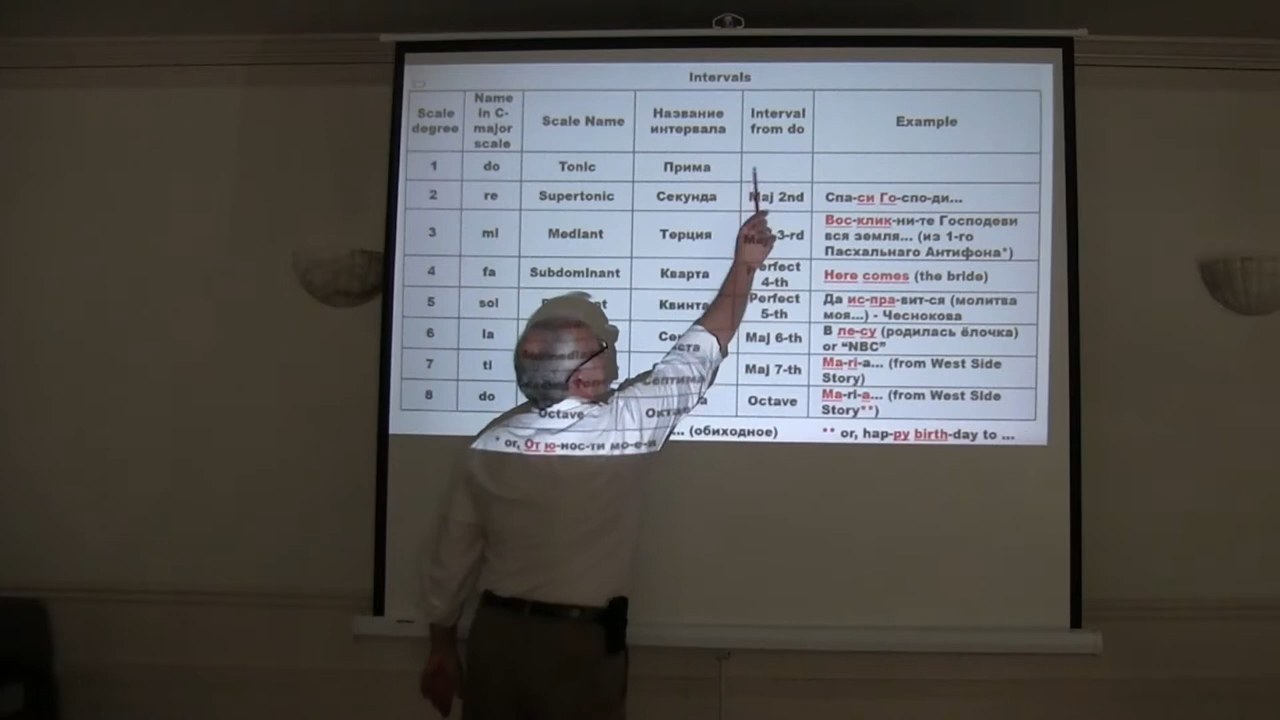 Intervals
Scale degree Name in C-major scale Scale Name Название интервала Interval from do Example
1 do Tonic Прима
2 re Supertonic Секунда Maj 2nd Спа-си Го-спо-ди...
3 mi Mediant Терция Maj 3-rd Вос-клик-ни-те Господеви вся земля... (из 1-го Пасхальнаго Антифона*)
4 fa Subdominant Кварта Perfect 4-th Here comes (the bride)
5 sol Квинта Perfect 5-th Да ис-пра-вит-ся (молитва моя...) - Чеснокова
6 la Maj 6-th В ле-су (родилась ёлочка) or “NBC”
7 ti Септима Maj 7-th Ma-ri-a... (from West Side Story)
8 do Octave Octave Ma-ri-a... (from West Side Story**)
* or, От ю-нос-ти мо-е-я ... (обиходное) ** or, hap-py birth-day to ...